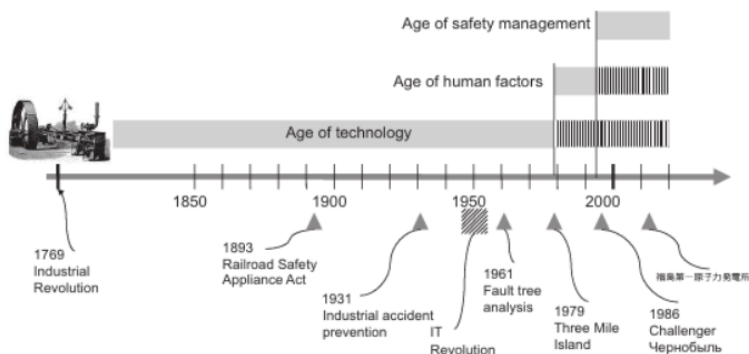 Age of safety management
Age of human factors
Age of technology
1850
1900
1950
2000
1769
Industrial
Revolution
1893
Railroad Safety
Appliance Act
1931
Industrial accident
prevention
IT
Revolution
1961
Fault tree
analysis
1979
Three Mile
Island
1986
Challenger
Чернобыль
福島第一原子力発電所